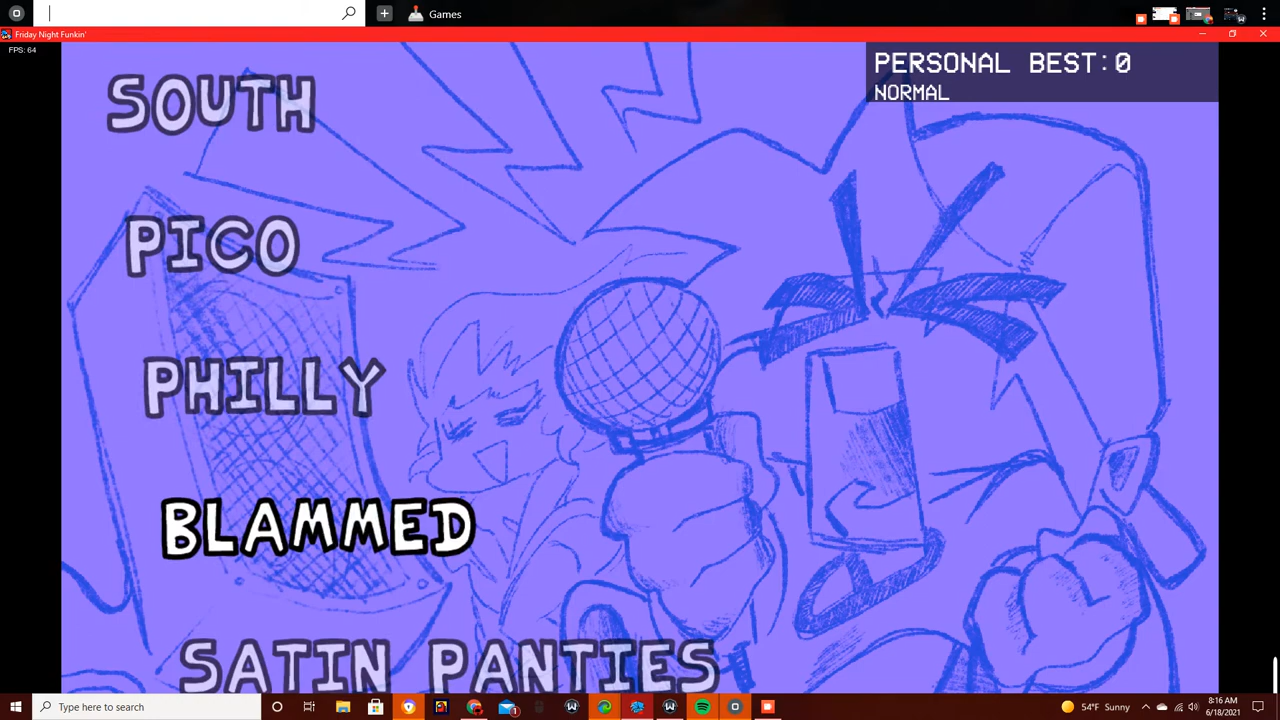 Games
Friday Night Funkin'
FPS: 64
PERSONAL BEST:0
NORMAL
SOUTH
PICO
PHILLY
BLAMMED
SATIN PANTIES
Type here to search
54°F Sunny
8:16 AM
6/18/2021